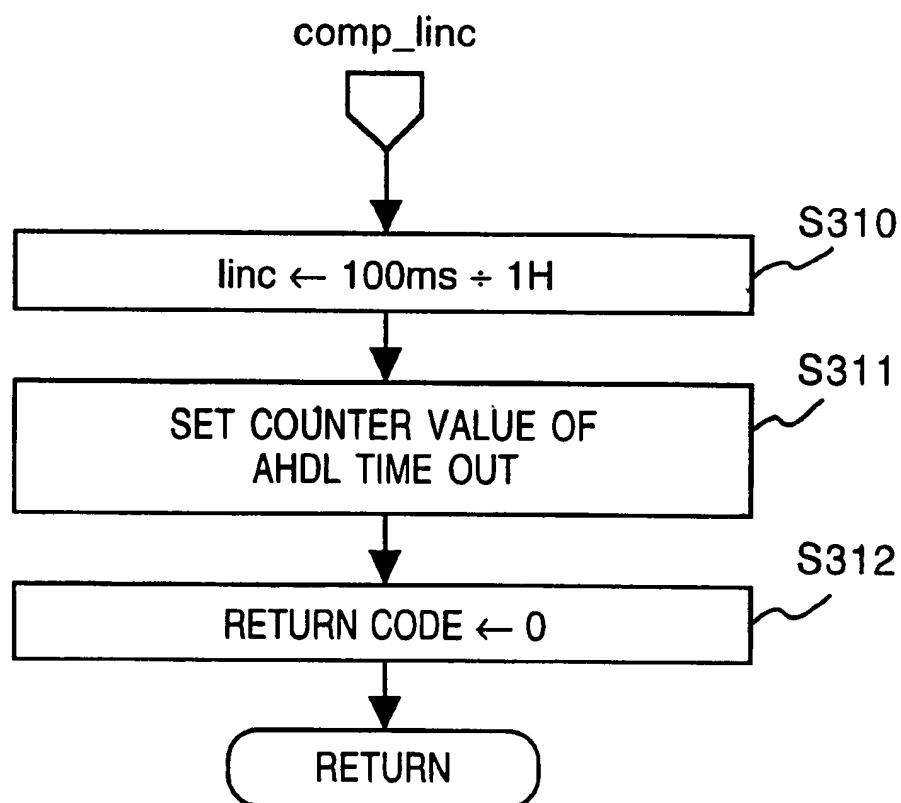 comp_linc
S310
linc ← 100ms ÷ 1H
S311
SET COUNTER VALUE OF
AHDL TIME OUT
S312
RETURN CODE ← 0
RETURN